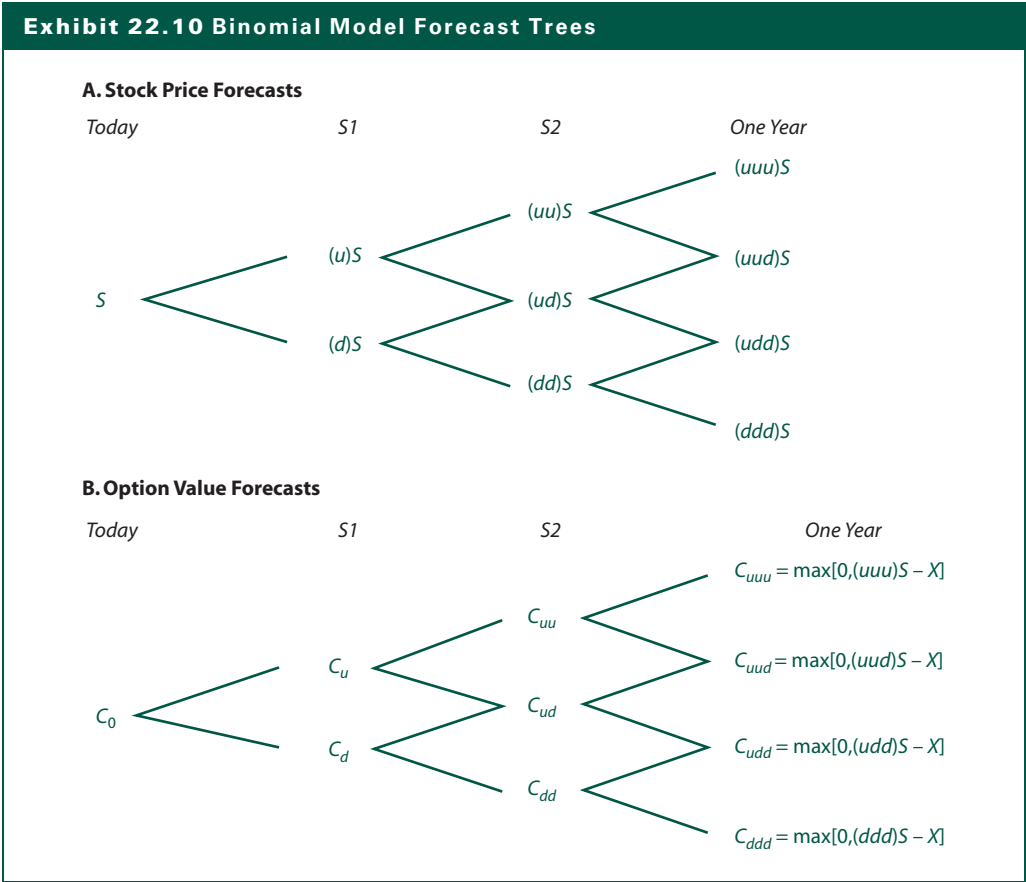 Exhibit 22.10 Binomial Model Forecast Trees
A. Stock Price Forecasts
Today S1 S2 One Year
(uuu)S
(uu)S
(u)S (uud)S
S (ud)S
(d)S (udd)S
(dd)S
(ddd)S
B. Option Value Forecasts
Today S1 S2 One Year
Cuuu = max[0,(uuu)S – X]
Cuu
Cu Cuud = max[0,(uud)S – X]
C0 Cud
Cd Cudd = max[0,(udd)S – X]
Cdd
Cddd = max[0,(ddd)S – X]